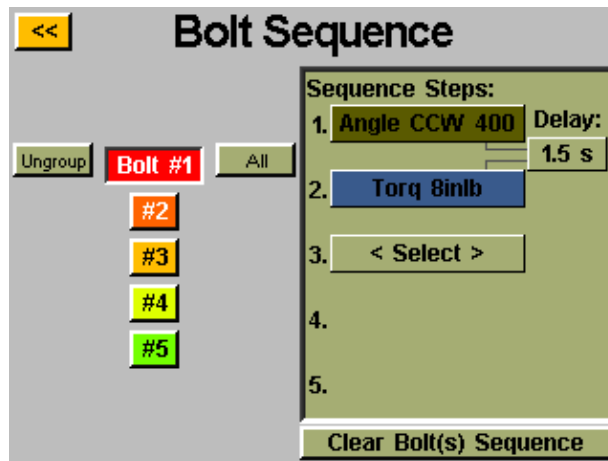 << Bolt Sequence
Sequence Steps:
1. Angle CCW 400 Delay:
1.5 s
Ungroup Bolt #1 All
2. Torq 8inlb
#2
#3
3. < Select >
#4
4.
#5
5.
Clear Bolt(s) Sequence